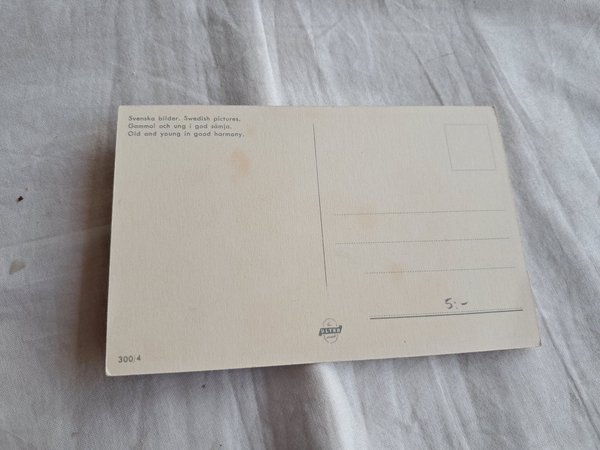 Svenska bilder. Swedish pictures.
Gammal och ung i god sämja.
Old and young in good harmony.
5:-
300/4